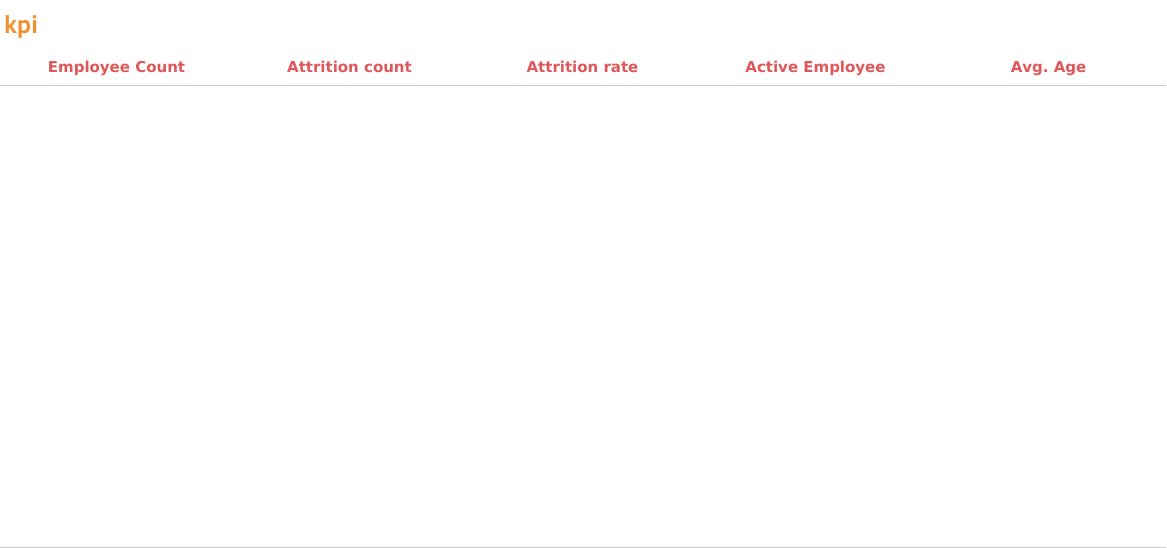 kpi
Employee Count Attrition count Attrition rate Active Employee Avg. Age